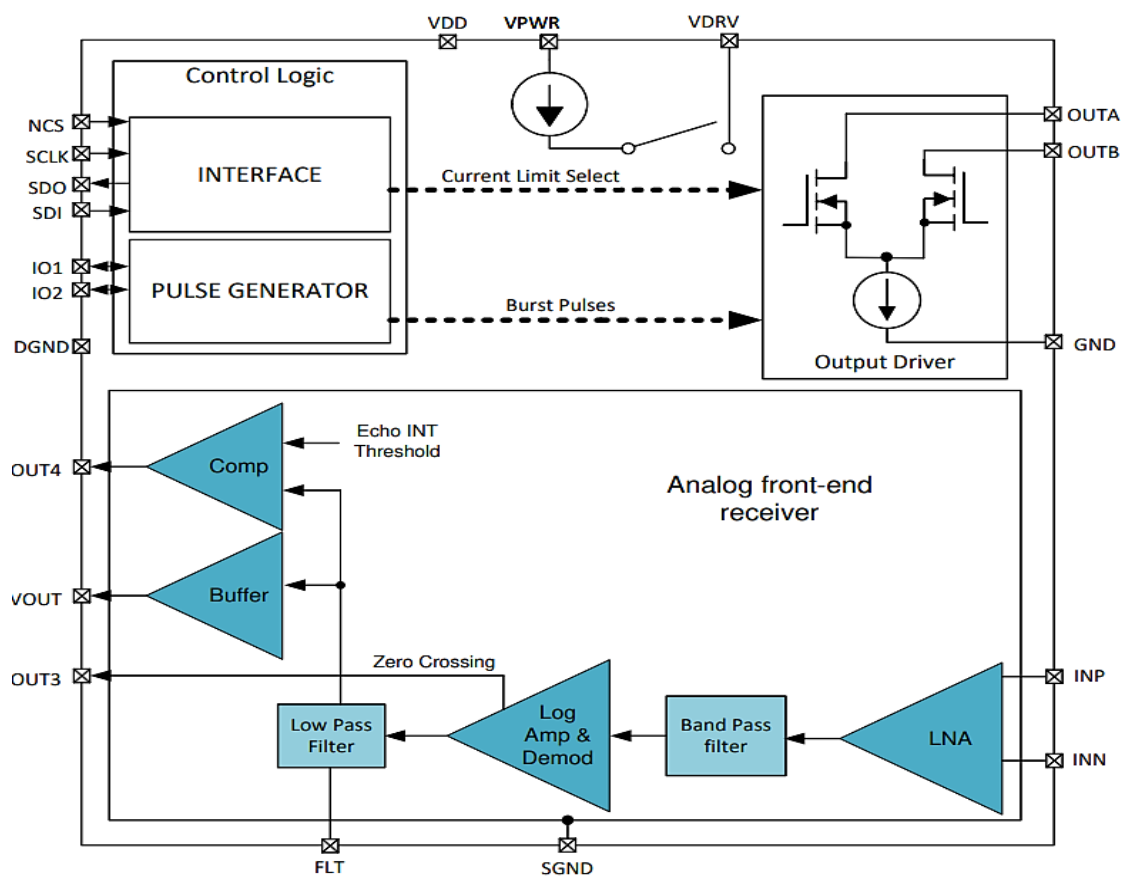 VDD
VPWR
VDRV
Control Logic
NCS
SCLK
SDO
SDI
INTERFACE
Current Limit Select
OUTA
OUTB
IO1
IO2
PULSE GENERATOR
Burst Pulses
DGND
GND
Output Driver
Echo INT
Threshold
OUT4
Comp
Analog front-end
receiver
VOUT
Buffer
OUT3
Zero Crossing
INP
Low Pass
Filter
Log
Amp &
Demod
Band Pass
filter
LNA
INN
FLT
SGND